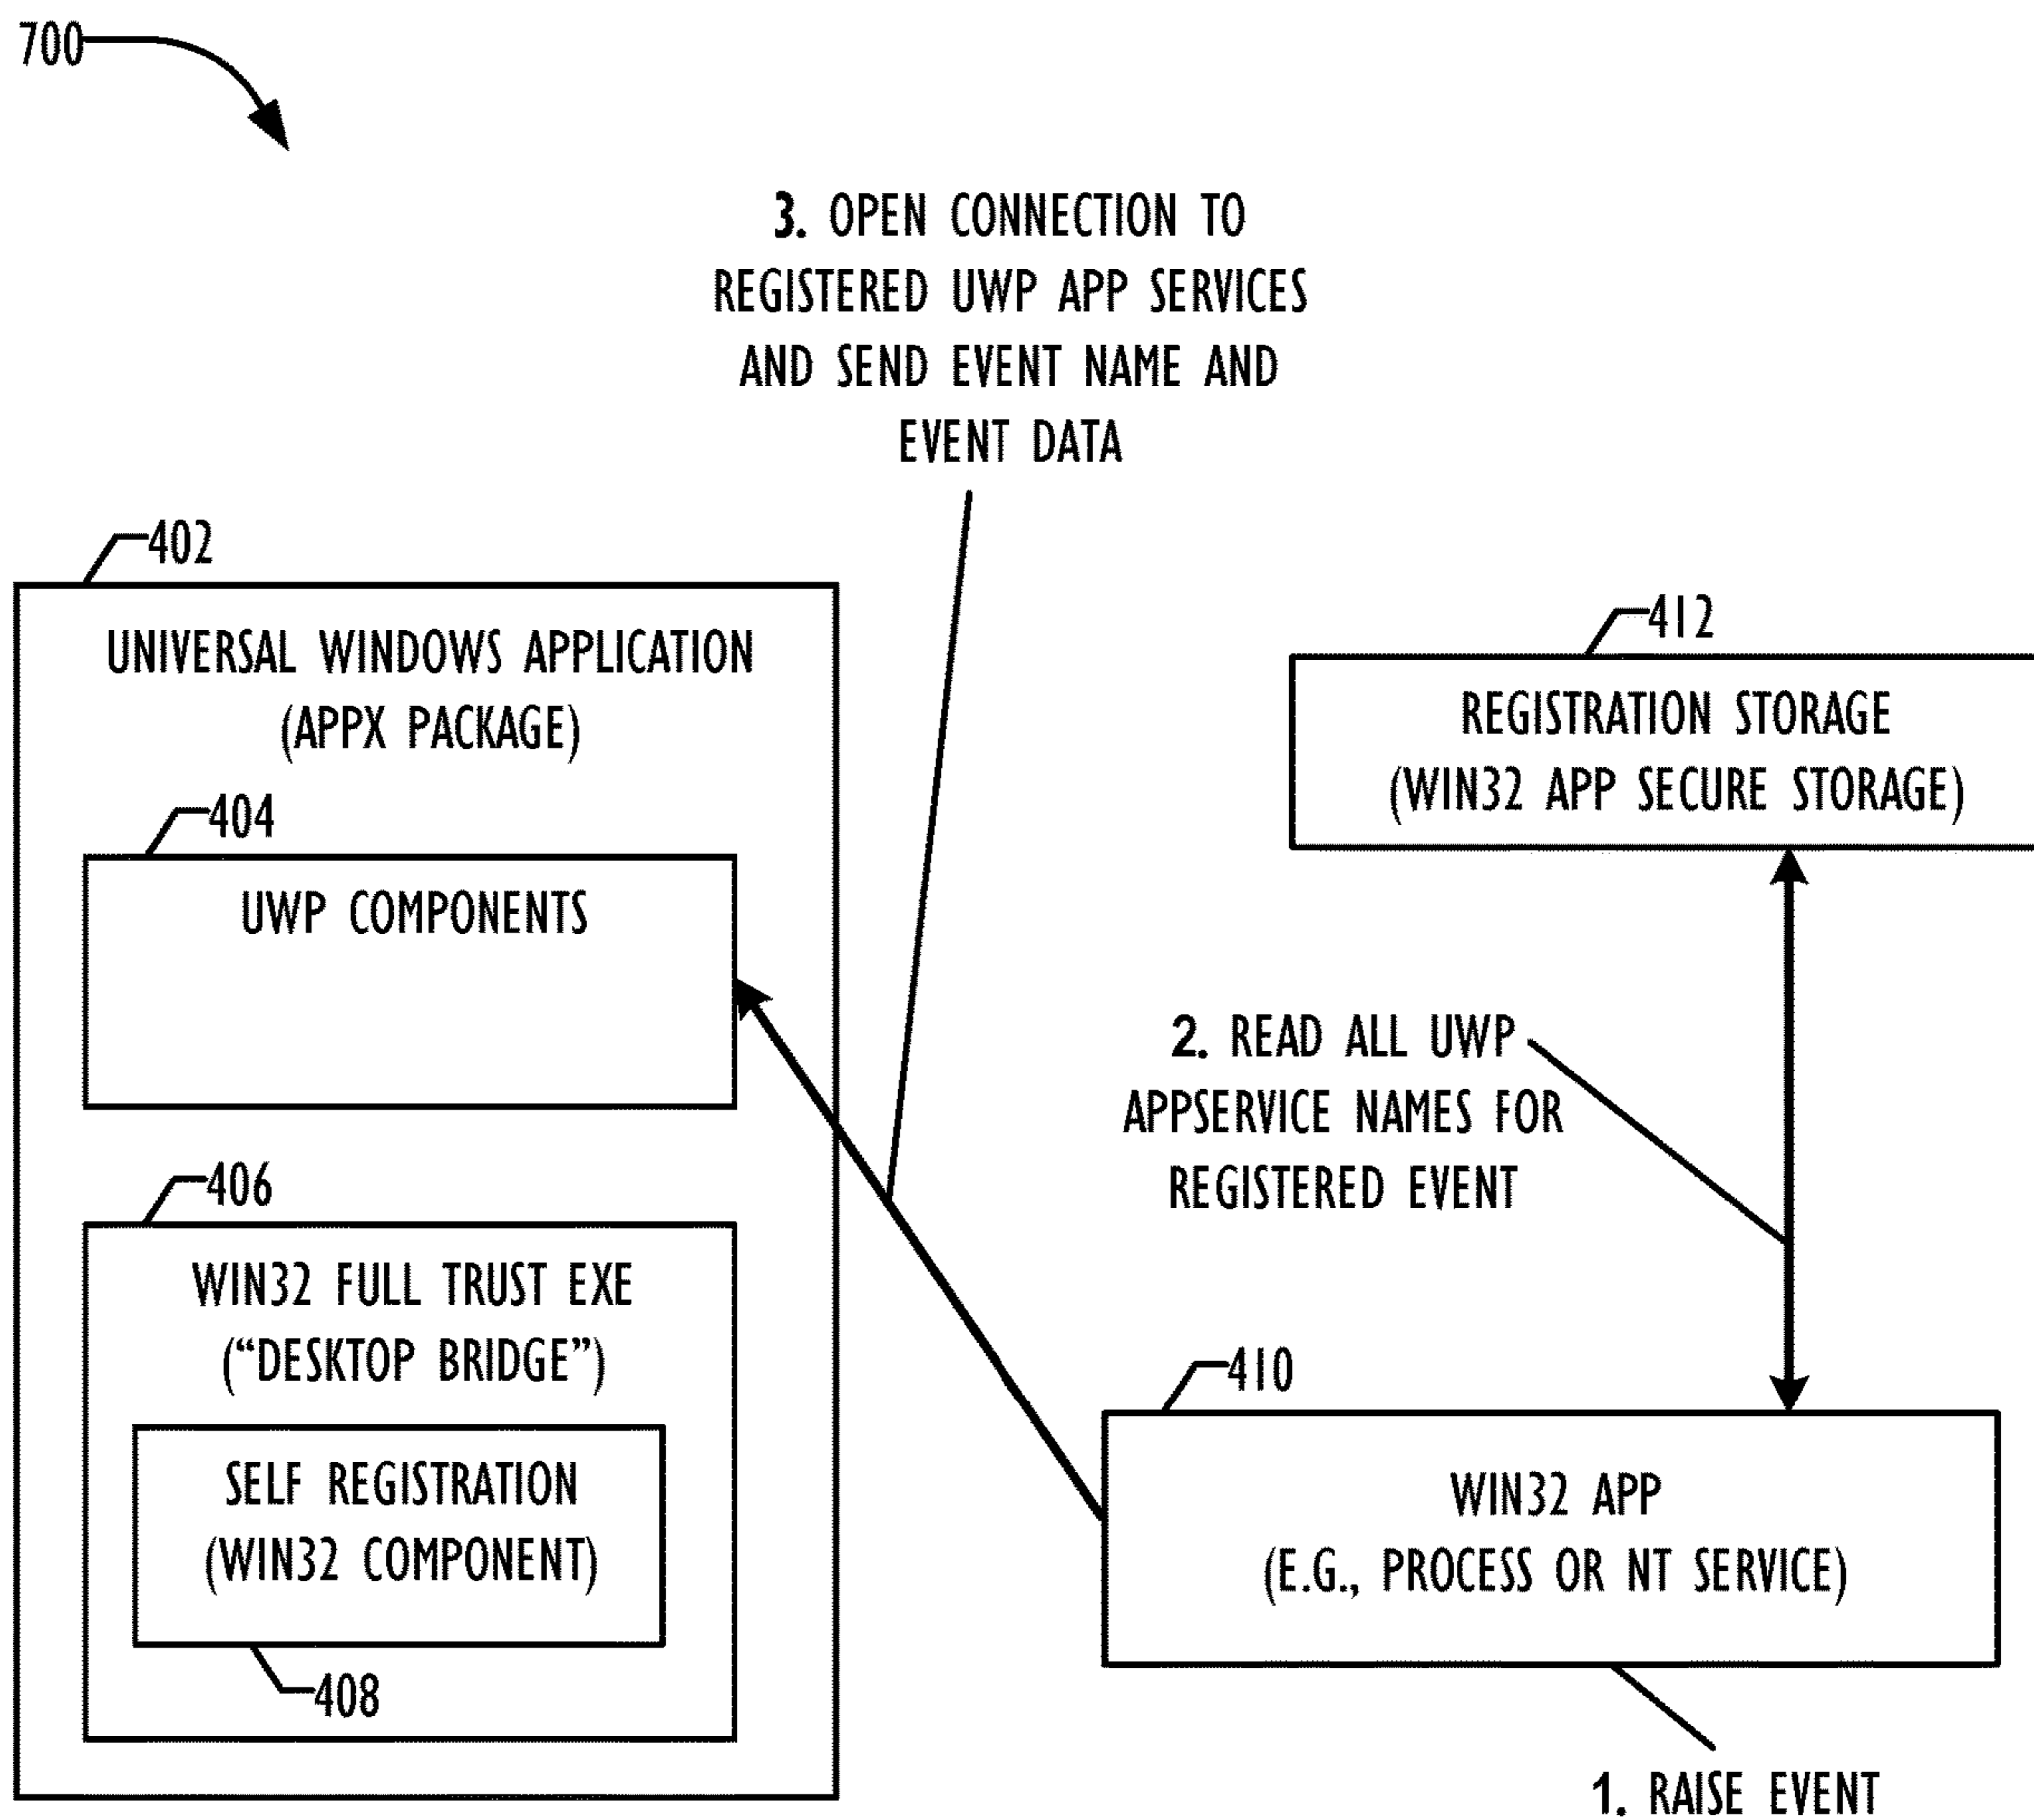 700
3. OPEN CONNECTION TO
REGISTERED UWP APP SERVICES
AND SEND EVENT NAME AND
EVENT DATA
402
UNIVERSAL WINDOWS APPLICATION
(APPX PACKAGE)
404
UWP COMPONENTS
406
WIN32 FULL TRUST EXE
(“DESKTOP BRIDGE”)
SELF REGISTRATION
(WIN32 COMPONENT)
408
412
REGISTRATION STORAGE
(WIN32 APP SECURE STORAGE)
2. READ ALL UWP
APPSERVICE NAMES FOR
REGISTERED EVENT
410
WIN32 APP
(E.G., PROCESS OR NT SERVICE)
1. RAISE EVENT